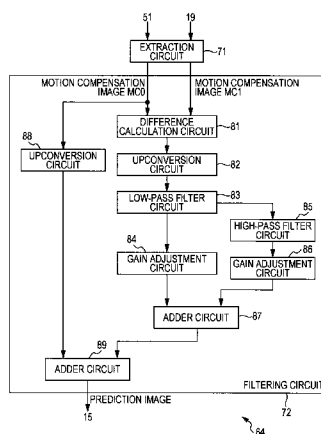 51 19
EXTRACTION
CIRCUIT
71
MOTION COMPENSATION
IMAGE MC0
MOTION COMPENSATION
IMAGE MC1
88
DIFFERENCE
CALCULATION CIRCUIT
81
UPCONVERSION
CIRCUIT
UPCONVERSION
CIRCUIT
82
LOW-PASS FILTER
CIRCUIT
83
85
84
HIGH-PASS FILTER
CIRCUIT
86
GAIN ADJUSTMENT
CIRCUIT
GAIN ADJUSTMENT
CIRCUIT
ADDER CIRCUIT
87
89
ADDER CIRCUIT
FILTERING CIRCUIT
PREDICTION IMAGE
72
15
64